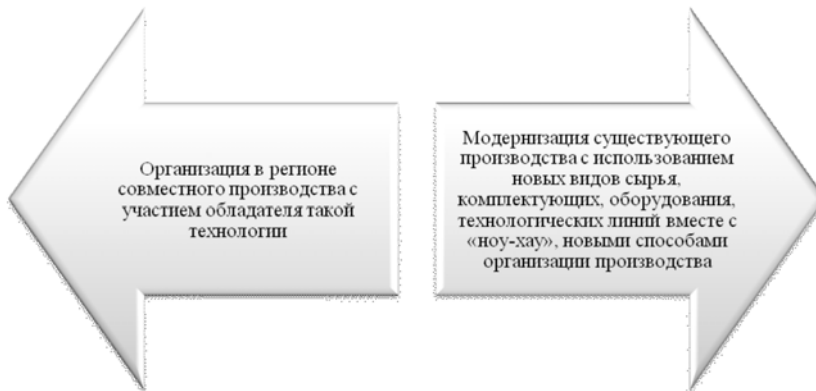 Организация в регионе
совместного производства с
участием обладателя такой
технологии
Модернизация существующего
производства с использованием
новых видов сырья,
комплектующих, оборудования,
технологических линий вместе с
«ноу-хау», новыми способами
организации производства